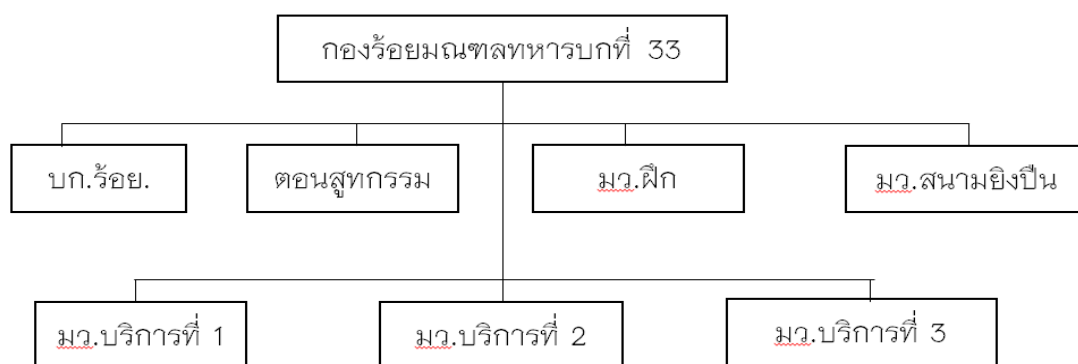 กองร้อยมณฑลทหารบกที่ 33
บก.ร้อย.
ตอนสูทกรรม
มว.ฝึก
มว.สนามยิงปืน
มว.บริการที่ 1
มว.บริการที่ 2
มว.บริการที่ 3